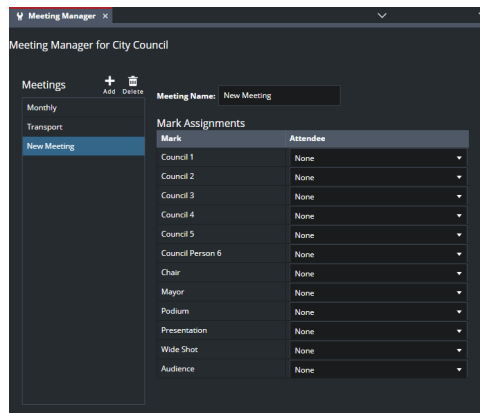 Meeting Manager ×
Meeting Manager for City Council
Meetings
Add Delete
Monthly
Transport
New Meeting
Meeting Name: New Meeting
Mark Assignments
Mark Attendee
Council 1 None
Council 2 None
Council 3 None
Council 4 None
Council 5 None
Council Person 6 None
Chair None
Mayor None
Podium None
Presentation None
Wide Shot None
Audience None